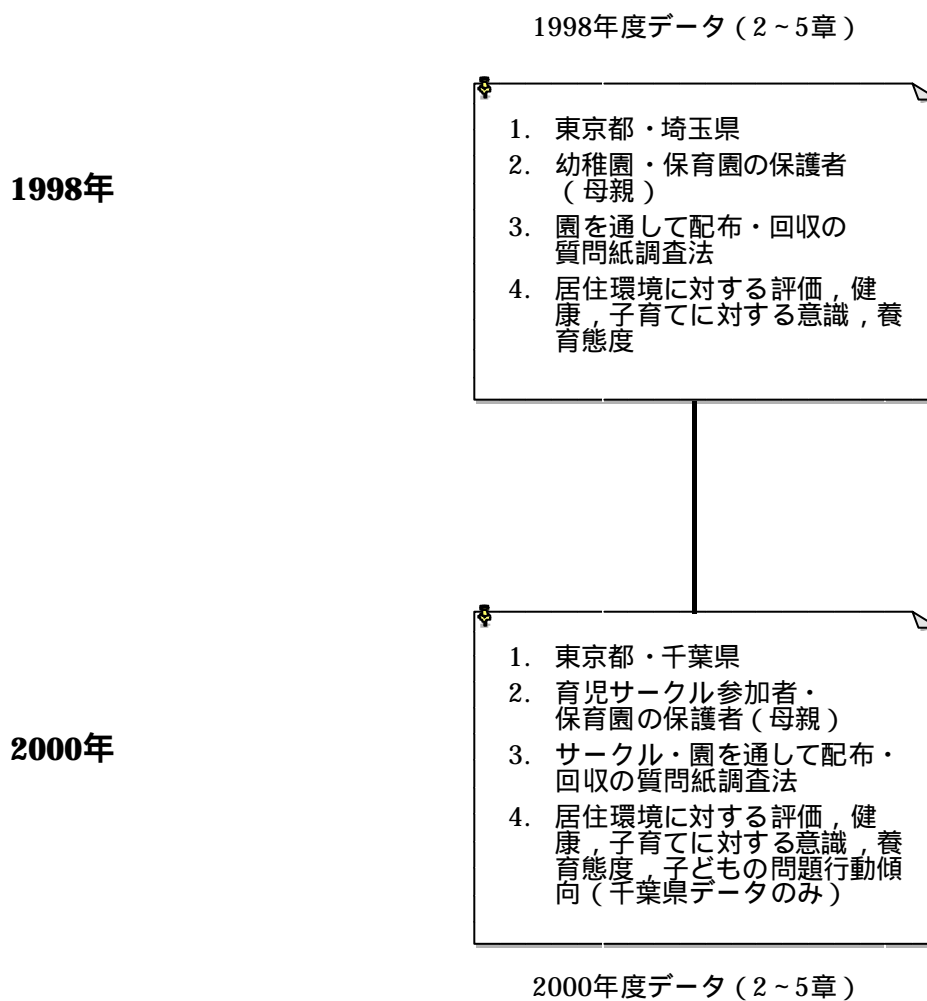 1998年度データ（2~5章）
1998年
1. 東京都・埼玉県
2. 幼稚園・保育園の保護者
（母親）
3. 園を通して配布・回収の
質問紙調査法
4. 居住環境に対する評価，健
康，子育てに対する意識，養
育態度
2000年
1. 東京都・千葉県
2. 育児サークル参加者・
保育園の保護者（母親）
3. サークル・園を通して配布・
回収の質問紙調査法
4. 居住環境に対する評価，健
康，子育てに対する意識，養
育態度，子どもの問題行動傾
向（千葉県データのみ）
2000年度データ（2~5章）